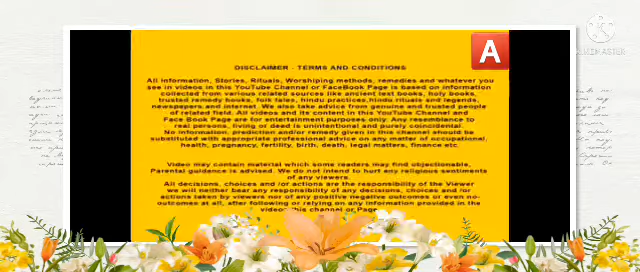 A
KINEMASTER
DISCLAIMER - TERMS AND CONDITIONS
All information, Stories, Rituals, Worshiping methods, remedies and whatever you
see in videos in this YouTube Channel or FaceBook Page is based on information
collected from various related sources like ancient text books, holy books,
trusted remedy books, folk tales, hindu practices,hindu rituals and legends,
newspepers and internet. We also take advice from genuine and trusted people
of related field. All videos and its content in this YouTube Channel and
Face Book Page are for entertainment purposes only. Any resemblance to
real persons, living or dead is unintentional and purely coincidental.
No information, prediction and/or remedy given in this channel should be
substituted with appropriate professional advice on any matter of occupational,
health, pregnancy, fertility, birth, death, legal matters, finance etc.
Video may contain material which some readers may find objectionable,
Parental guidance is advised. We do not intend to hurt any religious sentiments
of any viewers.
All decisions, choices and /or actions are the responsibility of the Viewer
we will neither bear any responsibility of any decisions, choices and /or
actions taken by viewers nor of any positive negative outcomes or even no-
outcomes at all, after following or relying on any information provided in the
videos this channel or Page